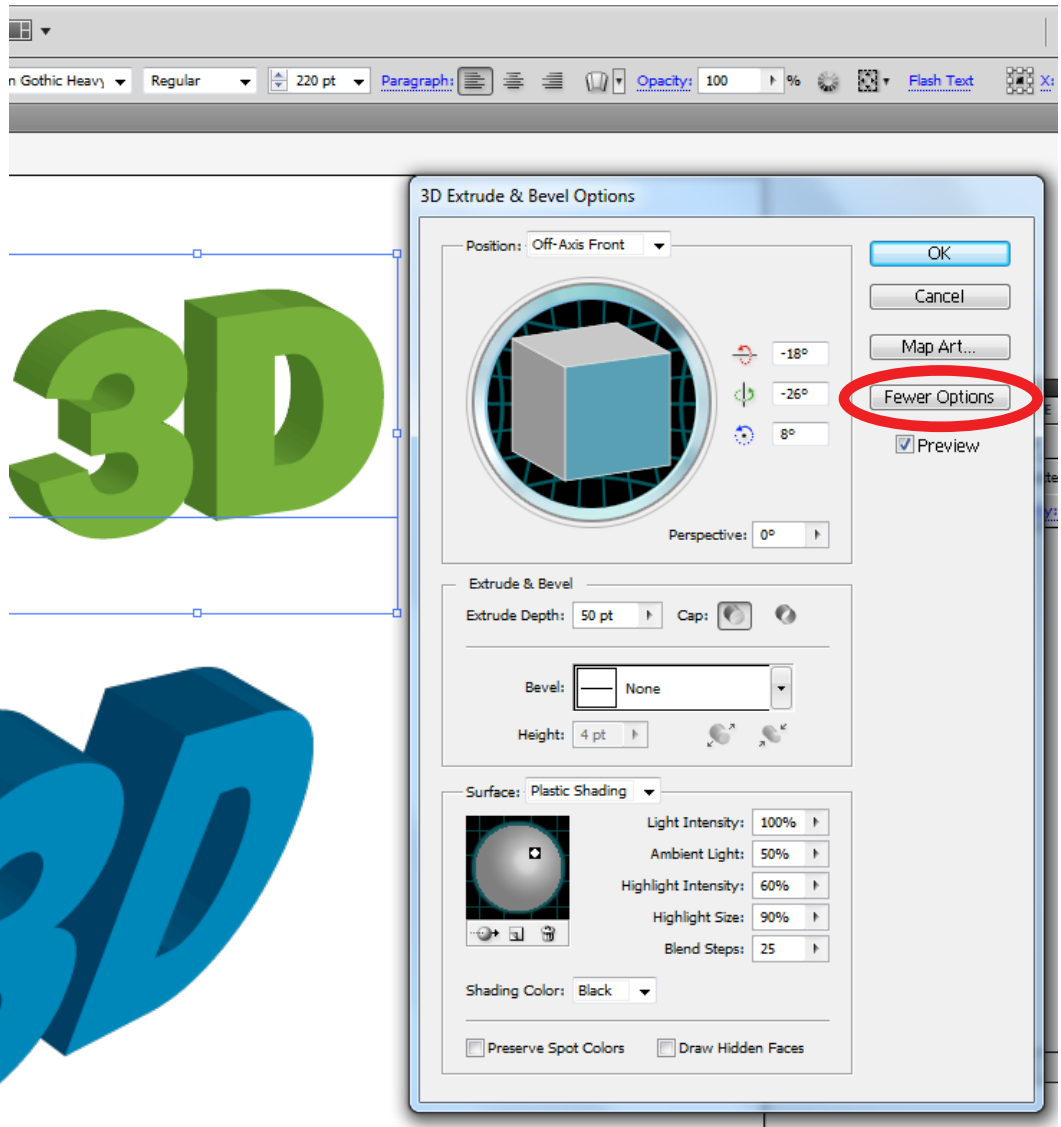 n Gothic Heavy Regular 220 pt Paragraph: Opacity: 100 % Flash Text X:
3D
3D
3D Extrude & Bevel Options
Position: Off-Axis Front
OK
Cancel
Map Art...
Fewer Options
Preview
-18°
-26°
8°
Perspective: 0°
Extrude & Bevel
Extrude Depth: 50 pt Cap:
Bevel: None
Height: 4 pt
Surface: Plastic Shading
Light Intensity: 100%
Ambient Light: 50%
Highlight Intensity: 60%
Highlight Size: 90%
Blend Steps: 25
Shading Color: Black
Preserve Spot Colors Draw Hidden Faces